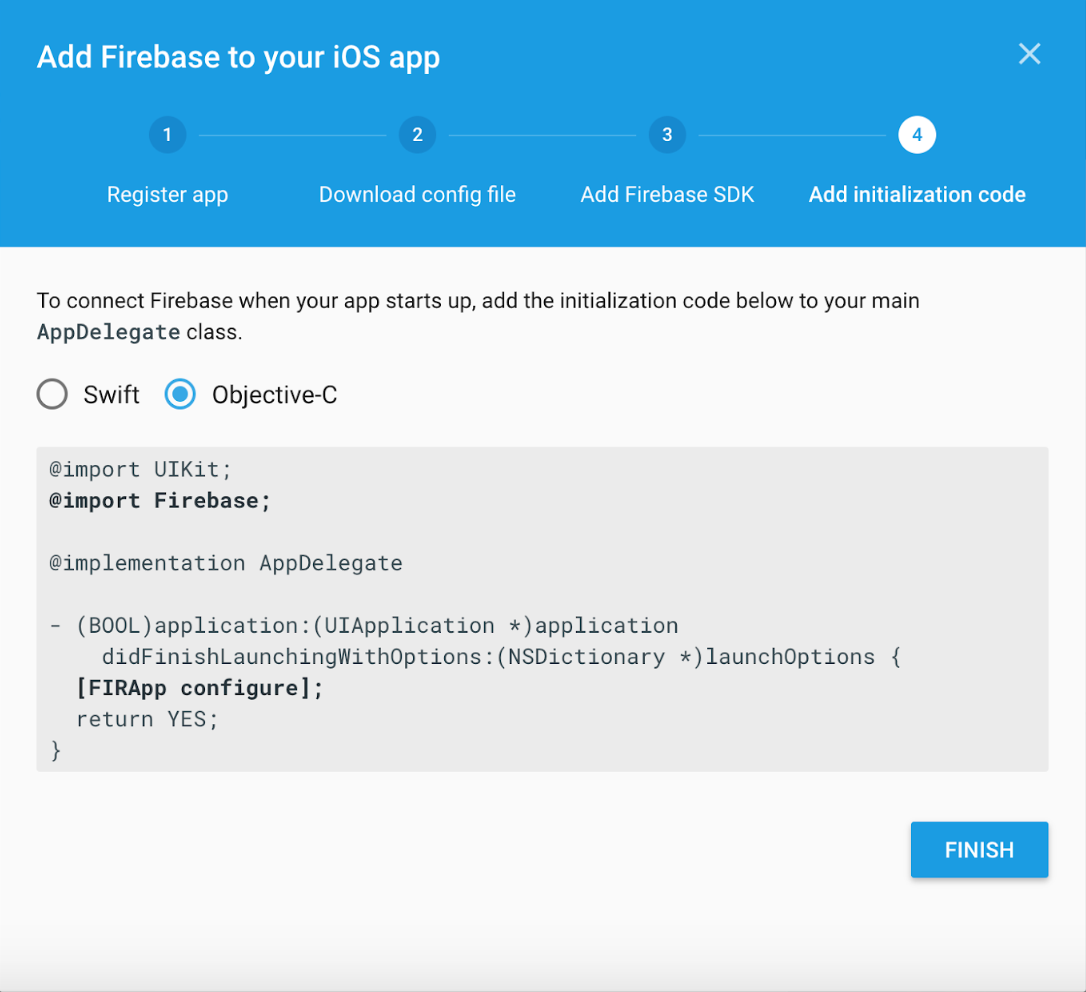 Add Firebase to your iOS app
1 2 3 4
Register app Download config file Add Firebase SDK Add initialization code
To connect Firebase when your app starts up, add the initialization code below to your main
AppDelegate class.
Swift Objective-C
@import UIKit;
@import Firebase;
@implementation AppDelegate
- (BOOL)application:(UIApplication *)application
didFinishLaunchingWithOptions:(NSDictionary *)launchOptions {
[FIRApp configure];
return YES;
}
FINISH